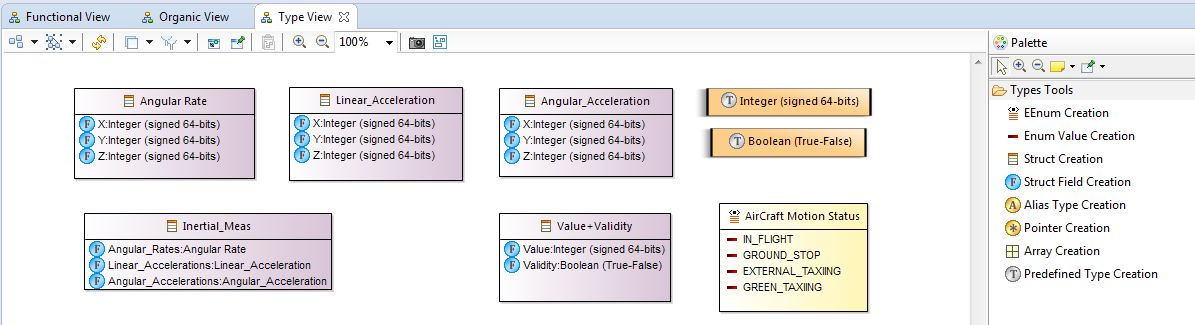 Functional View
Organic View
Type View
100%
Palette
Types Tools
EEnum Creation
Enum Value Creation
Struct Creation
Struct Field Creation
Alias Type Creation
Pointer Creation
Array Creation
Predefined Type Creation
Angular Rate
X:Integer (signed 64-bits)
Y:Integer (signed 64-bits)
Z:Integer (signed 64-bits)
Linear_Acceleration
X:Integer (signed 64-bits)
Y:Integer (signed 64-bits)
Z:Integer (signed 64-bits)
Angular_Acceleration
X:Integer (signed 64-bits)
Y:Integer (signed 64-bits)
Z:Integer (signed 64-bits)
Integer (signed 64-bits)
Boolean (True-False)
Inertial_Meas
Angular_Rates:Angular Rate
Linear_Accelerations:Linear_Acceleration
Angular_Accelerations:Angular_Acceleration
Value+Validity
Value:Integer (signed 64-bits)
Validity:Boolean (True-False)
AirCraft Motion Status
IN_FLIGHT
GROUND_STOP
EXTERNAL_TAXIING
GREEN_TAXIING